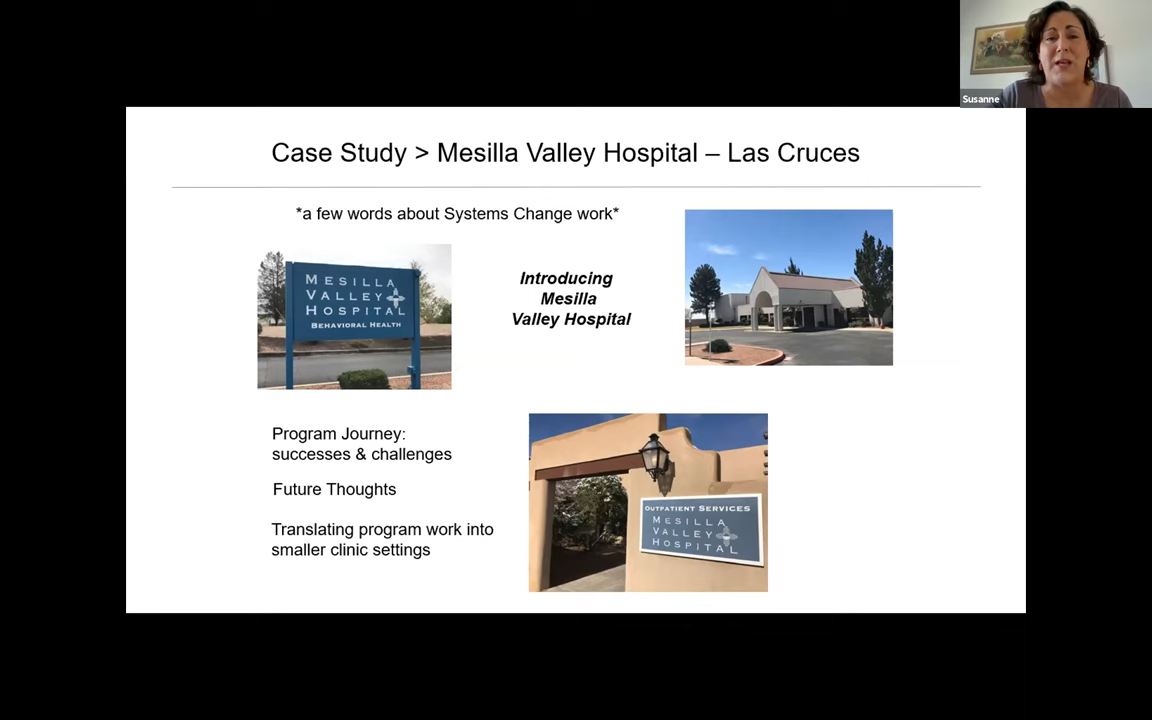 Susanne
Case Study > Mesilla Valley Hospital – Las Cruces
*a few words about Systems Change work*
MESILLA
VALLEY
HOSPITAL
BEHAVIORAL HEALTH
Introducing
Mesilla
Valley Hospital
Program Journey:
successes & challenges
Future Thoughts
Translating program work into
smaller clinic settings
OUTPATIENT SERVICES
MESILLA
VALLEY
HOSPITAL